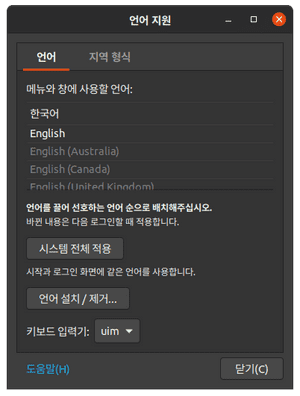 언어 지원
언어
지역 형식
메뉴와 창에 사용할 언어:
한국어
English
English (Australia)
English (Canada)
English (United Kingdom)
언어를 끌어 선호하는 언어 순으로 배치해주십시오.
바뀐 내용은 다음 로그인할 때 적용합니다.
시스템 전체 적용
시작과 로그인 화면에 같은 언어를 사용합니다.
언어 설치 / 제거...
키보드 입력기: uim
도움말(H)
닫기(C)